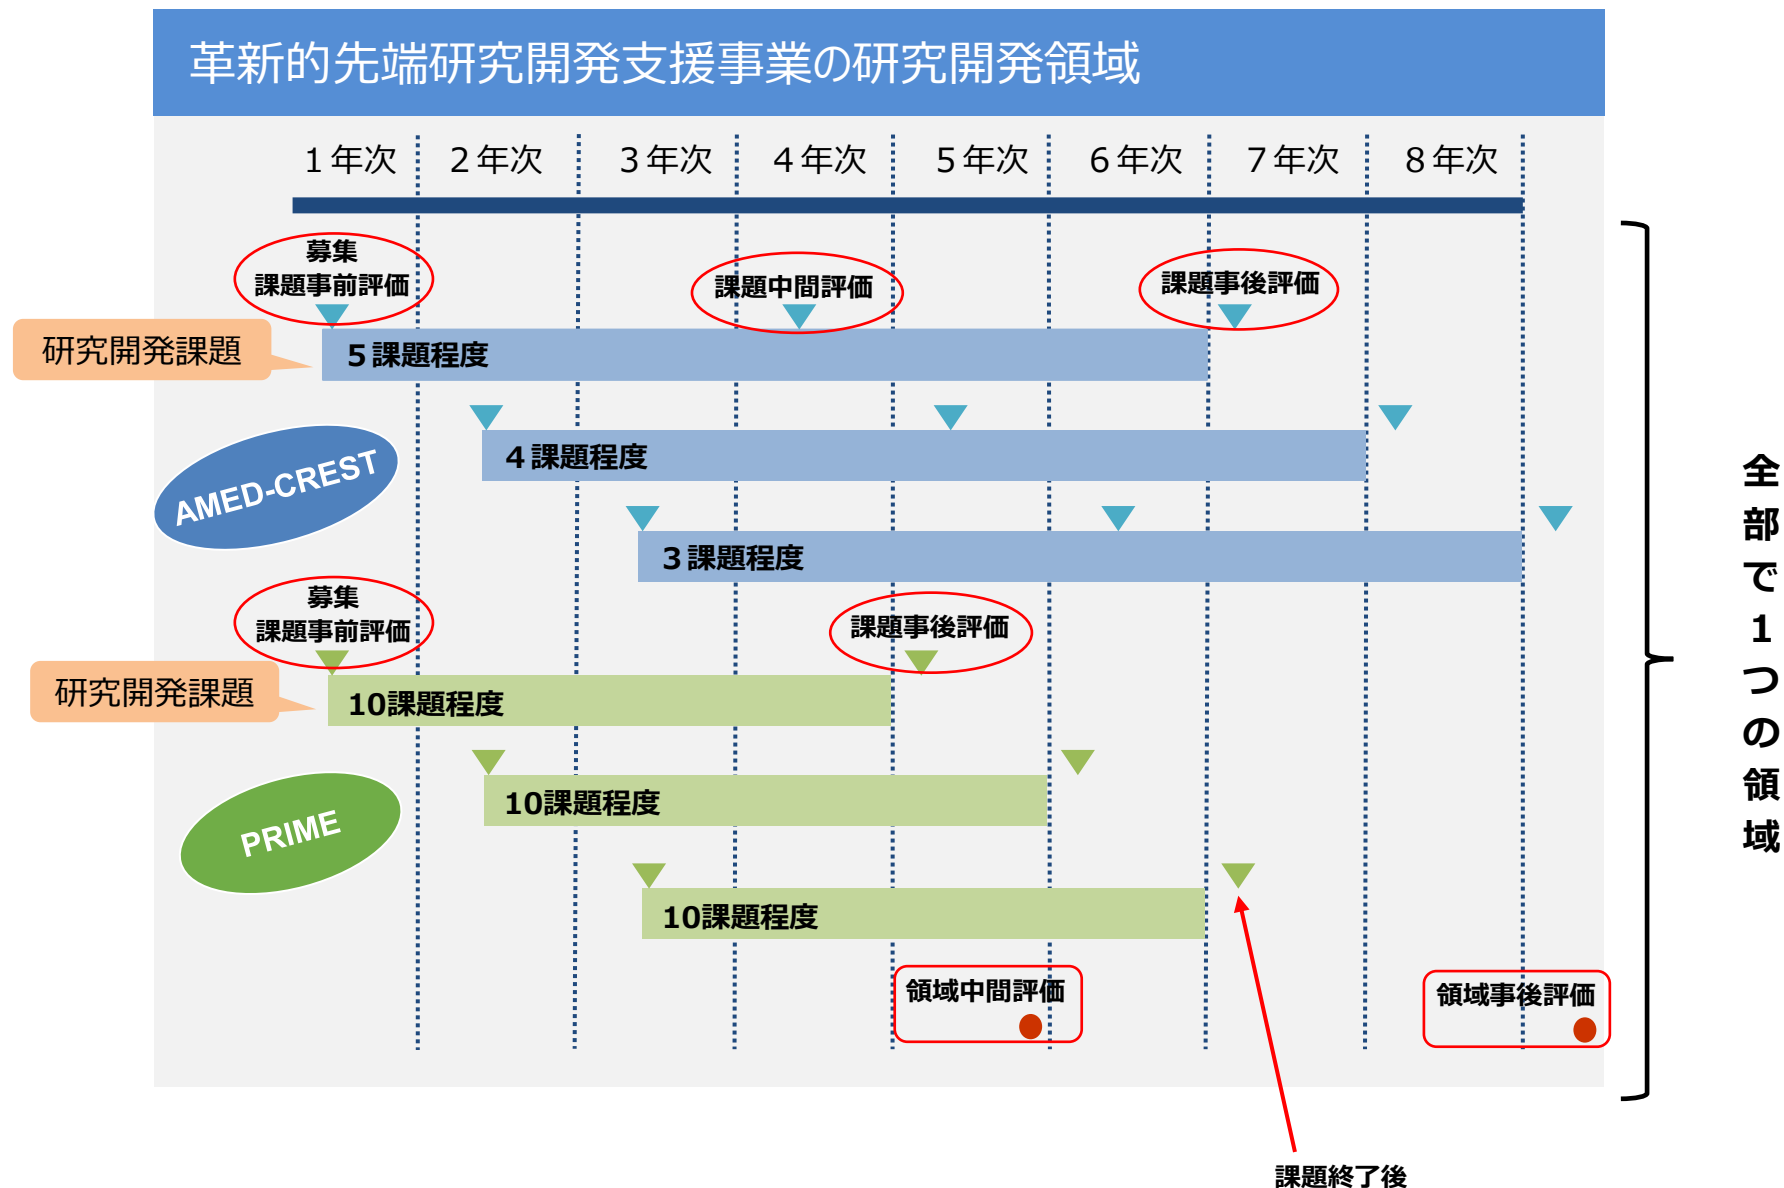 革新的先端研究開発支援事業の研究開発領域
１年次
２年次
３年次
４年次
５年次
６年次
７年次
８年次
募集
課題事前評価
課題中間評価
課題事後評価
研究開発課題
５課題程度
４課題程度
AMED-CREST
３課題程度
募集
課題事前評価
課題事後評価
研究開発課題
10課題程度
10課題程度
PRIME
10課題程度
領域中間評価
領域事後評価
課題終了後
全部で１つの領域